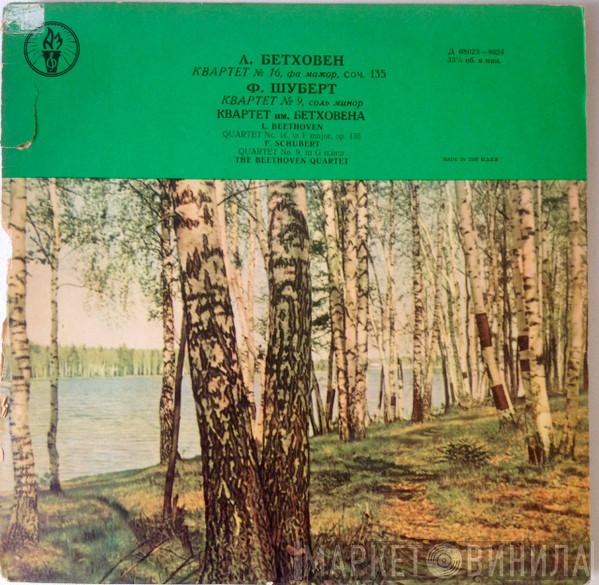 Л. БЕТХОВЕН
КВАРТЕТ № 16, фа мажор, СОЧ. 135
Ф. ШУБЕРТ
КВАРТЕТ № 9, соль минор
КВАРТЕТ им. БЕТХОВЕНА
L. BEETHOVEN
QUARTET No. 16, in F major, op. 135
F. SCHUBERT
QUARTET No. 9, in G minor
THE BEETHOVEN QUARTET
Д 08023—8024
33⅓ об. в мин.
MADE IN THE U.S.S.R
МАРКЕТ ВИНИЛА